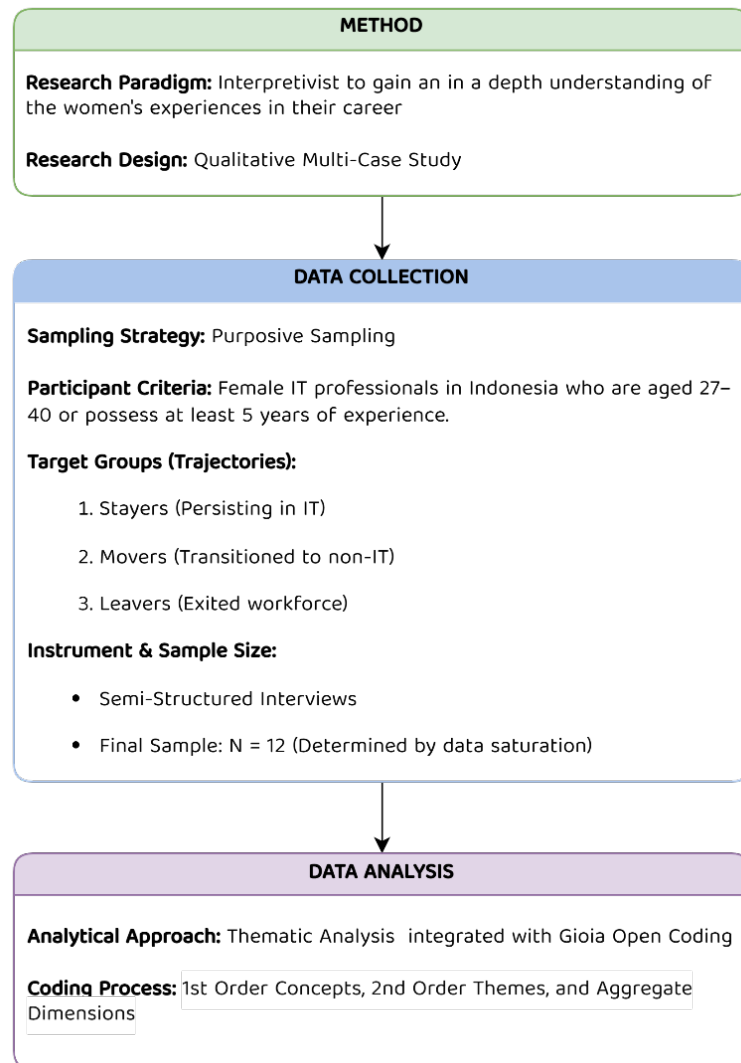 METHOD
Research Paradigm: Interpretivist to gain an in a depth understanding of
the women's experiences in their career
Research Design: Qualitative Multi-Case Study
DATA COLLECTION
Sampling Strategy: Purposive Sampling
Participant Criteria: Female IT professionals in Indonesia who are aged 27–
40 or possess at least 5 years of experience.
Target Groups (Trajectories):
1. Stayers (Persisting in IT)
2. Movers (Transitioned to non-IT)
3. Leavers (Exited workforce)
Instrument & Sample Size:
• Semi-Structured Interviews
• Final Sample: N = 12 (Determined by data saturation)
DATA ANALYSIS
Analytical Approach: Thematic Analysis integrated with Gioia Open Coding
Coding Process: 1st Order Concepts, 2nd Order Themes, and Aggregate
Dimensions